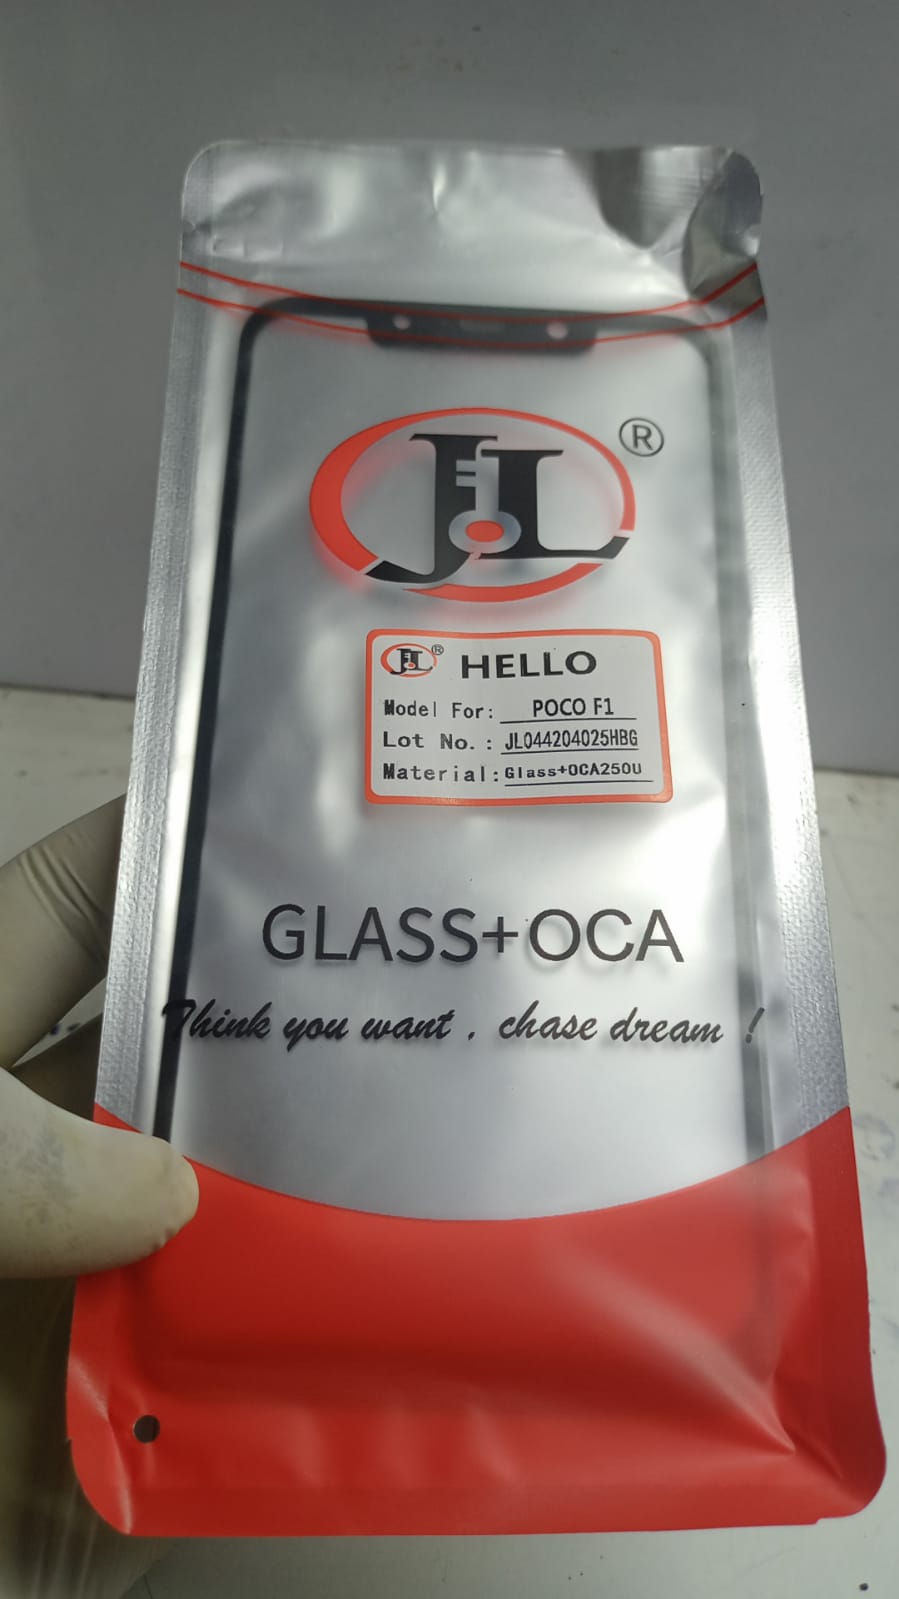 JL ®
JL ® HELLO
Model For: POCO F1
Lot No.: JL044204025HBG
Material: Glass+OCA250U
GLASS+OCA
Think you want , chase dream !